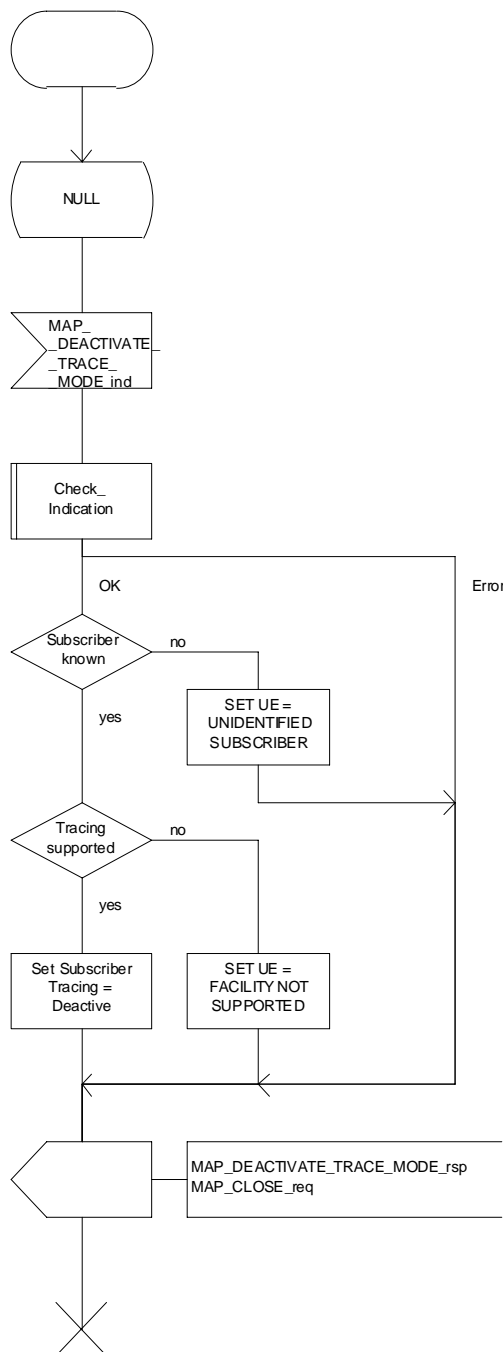 NULL
MAP_
_DEACTIVATE_
_TRACE_
_MODE_ind
Check_
Indication
OK
Error
Subscriber
known
no
yes
SET UE =
UNIDENTIFIED
SUBSCRIBER
Tracing
supported
no
yes
Set Subscriber
Tracing =
Deactive
SET UE =
FACILITY NOT
SUPPORTED
MAP_DEACTIVATE_TRACE_MODE_rsp
MAP_CLOSE_req